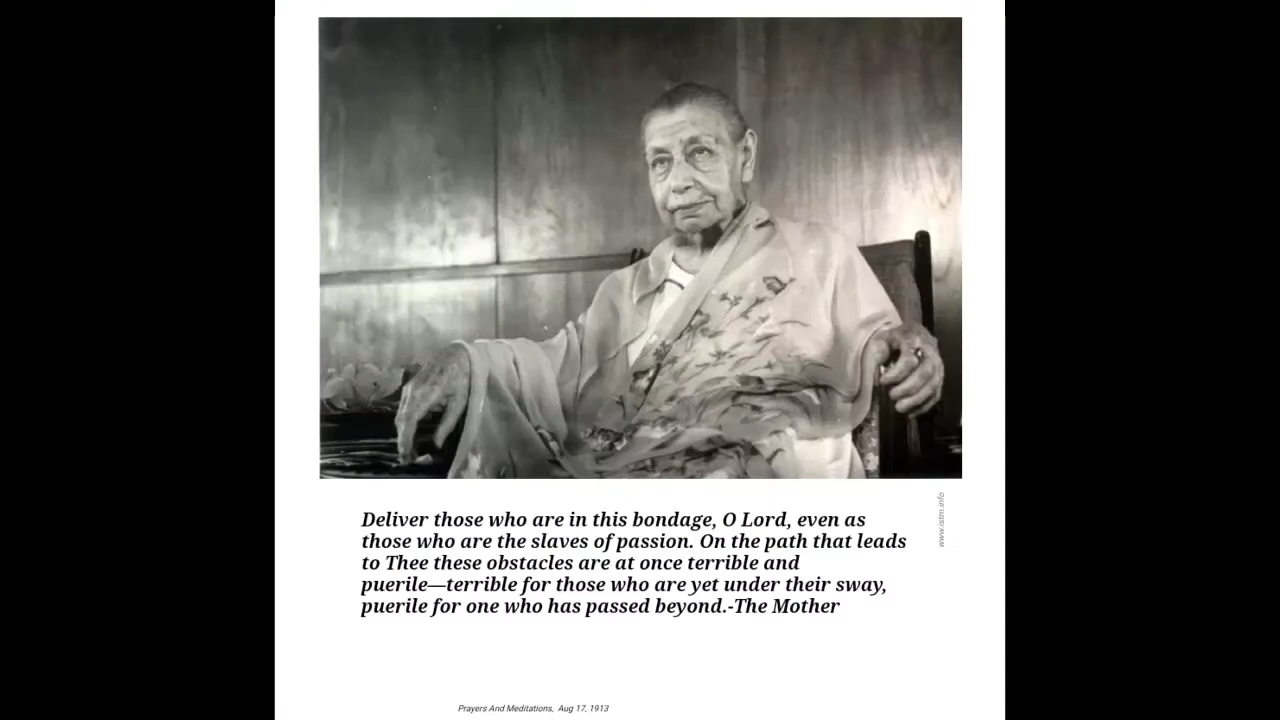 www.istm.info
Deliver those who are in this bondage, O Lord, even as
those who are the slaves of passion. On the path that leads
to Thee these obstacles are at once terrible and
puerile—terrible for those who are yet under their sway,
puerile for one who has passed beyond.-The Mother
Prayers And Meditations, Aug 17, 1913